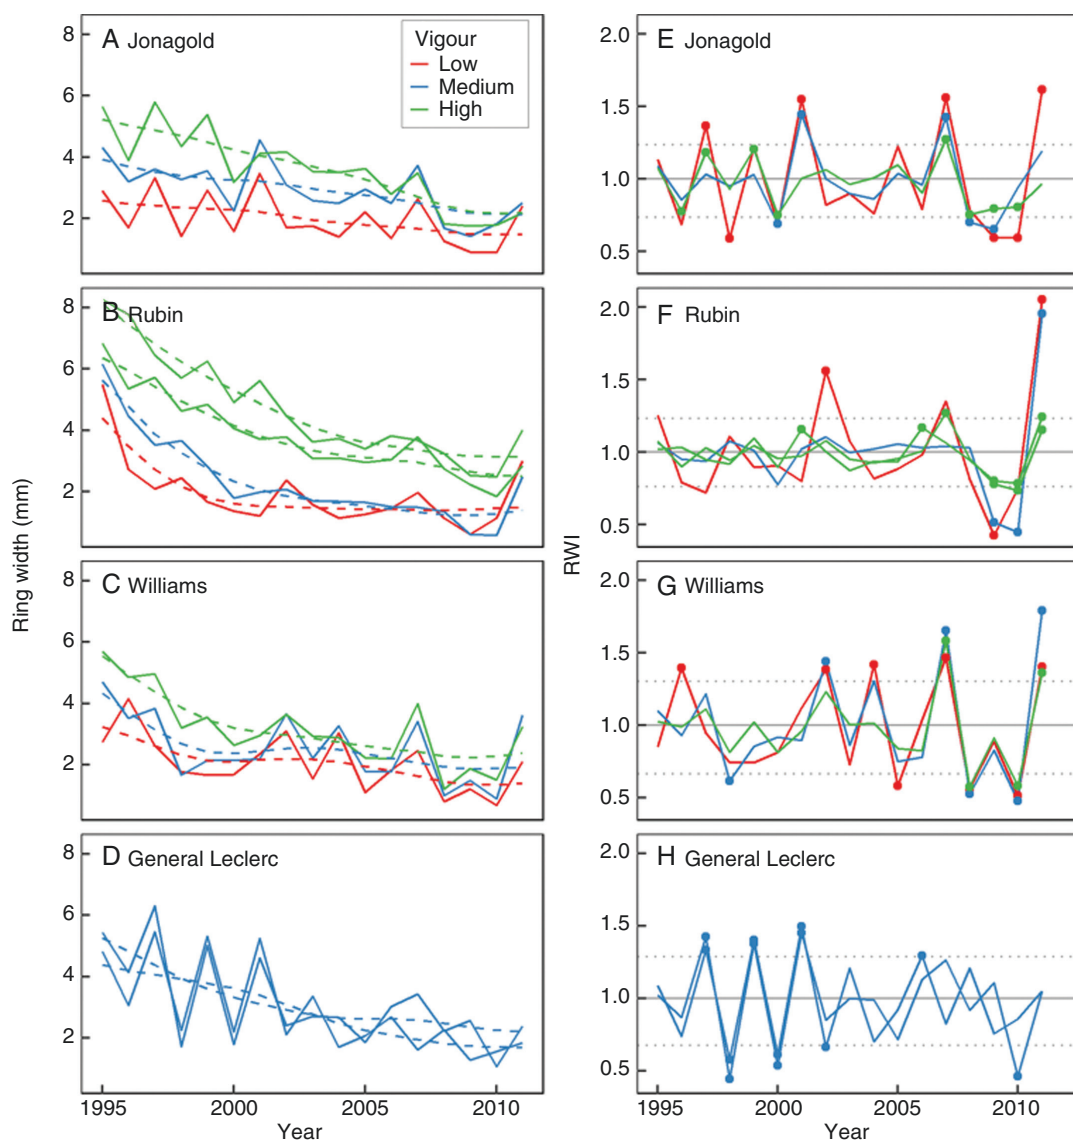 A Jonagold
Vigour
Low
Medium
High
8
6
4
2
E Jonagold
2.0
1.5
1.0
0.5
B Rubin
8
6
4
2
F Rubin
2.0
1.5
1.0
0.5
Ring width (mm)
RWI
C Williams
8
6
4
2
G Williams
2.0
1.5
1.0
0.5
D General Leclerc
8
6
4
2
H General Leclerc
2.0
1.5
1.0
0.5
1995 2000 2005 2010
Year
1995 2000 2005 2010
Year